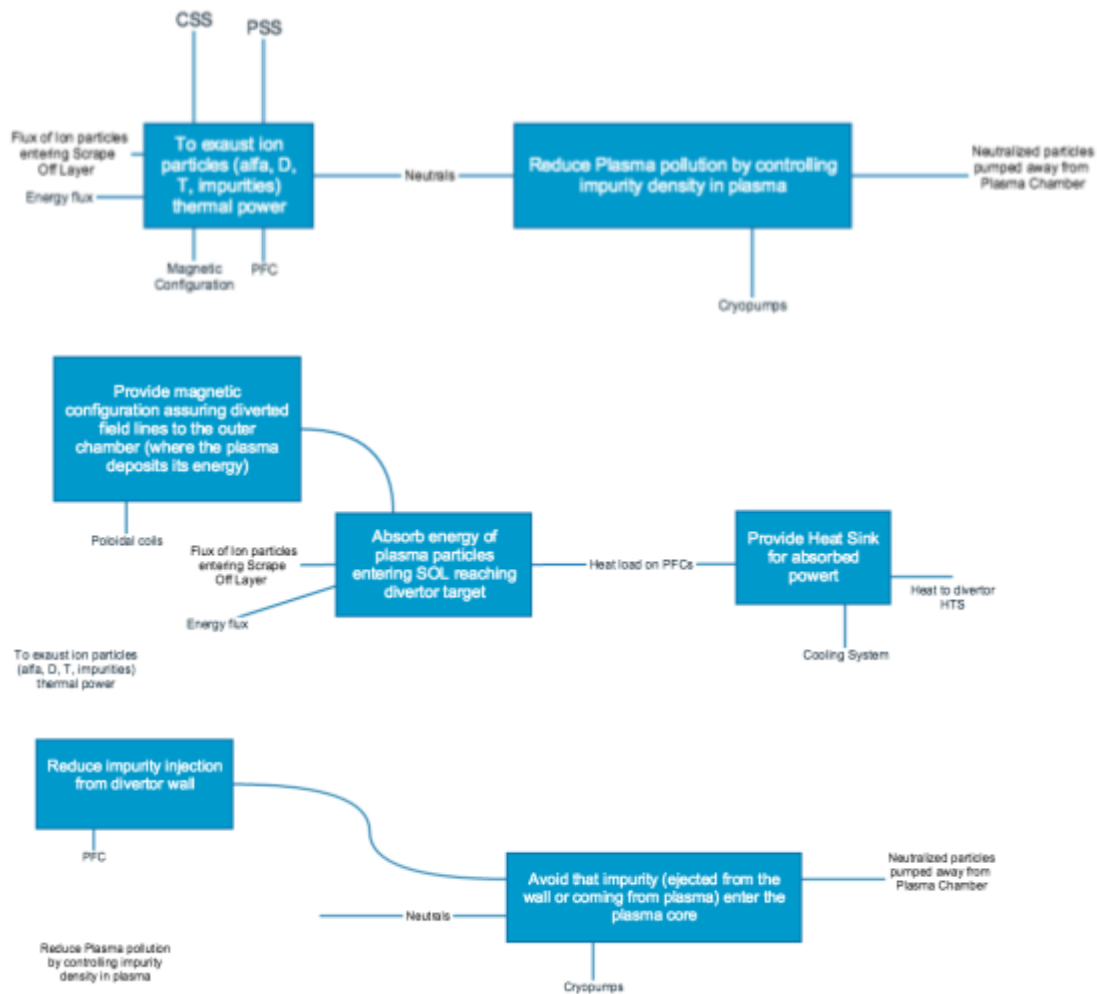 CSS
PSS
Flux of Ion particles
entering Scrape
Off Layer
Energy flux
To exaust ion
particles (alfa, D,
T, impurities)
thermal power
Magnetic
Configuration
PFC
Neutrals
Reduce Plasma pollution by controlling
impurity density in plasma
Cryopumps
Neutralized particles
pumped away from
Plasma Chamber
Provide magnetic
configuration assuring diverted
field lines to the outer
chamber (where the plasma
deposits its energy)
Poloidal coils
Flux of Ion particles
entering Scrape
Off Layer
Energy flux
Absorb energy of
plasma particles
entering SOL reaching
divertor target
Heat load on PFCs
Provide Heat Sink
for absorbed
powert
Heat to divertor
HTS
Cooling System
To exaust ion particles
(alfa, D, T, impurities)
thermal power
Reduce impurity injection
from divertor wall
PFC
Neutrals
Avoid that impurity (ejected from the
wall or coming from plasma) enter the
plasma core
Neutralized particles
pumped away from
Plasma Chamber
Cryopumps
Reduce Plasma pollution
by controlling impurity
density in plasma